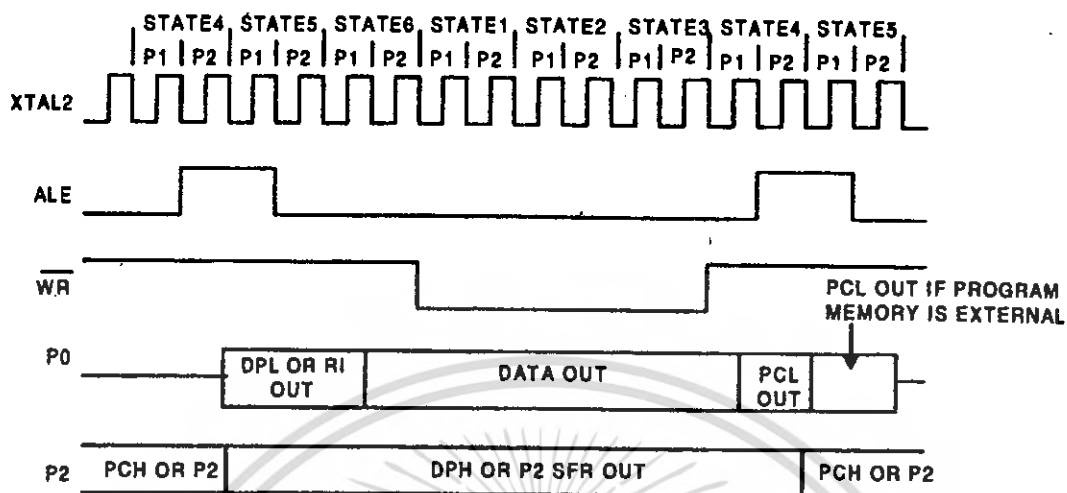 STATE4 STATE5 STATE6 STATE1 STATE2 STATE3 STATE4 STATE5
P1 P2 P1 P2 P1 P2 P1 P2 P1 P2 P1 P2 P1 P2 P1 P2
XTAL2
ALE
WR
PCL OUT IF PROGRAM
MEMORY IS EXTERNAL
P0
DPL OR RI
OUT
DATA OUT
PCL
OUT
P2
PCH OR P2
DPH OR P2 SFR OUT
PCH OR P2